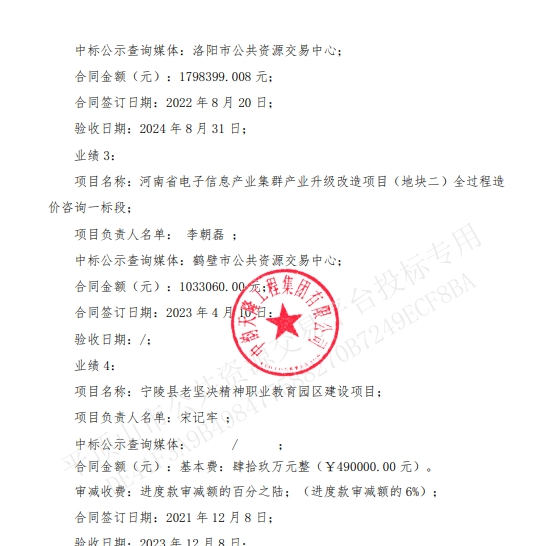 中标公示查询媒体：洛阳市公共资源交易中心；
合同金额（元）：1798399.008 元；
合同签订日期：2022 年 8 月 20 日；
验收日期：2024 年 8 月 31 日；
业绩 3：
项目名称：河南省电子信息产业集群产业升级改造项目（地块二）全过程造
价咨询一标段；
项目负责人名单： 李朝磊 ；
中标公示查询媒体：鹤壁市公共资源交易中心；
合同金额（元）：1033060.00 元；
合同签订日期：2023 年 4 月 10 日；
验收日期：/；
业绩 4：
项目名称：宁陵县老坚决精神职业教育园区建设项目；
项目负责人名单：宋记军 ；
中标公示查询媒体： / ；
合同金额（元）：基本费：肆拾玖万元整（￥490000.00 元）。
审减收费：进度款审减额的百分之陆；（进度款审减额的 6%）；
合同签订日期：2021 年 12 月 8 日；
验收日期：2023 年 12 月 8 日；
工程集团有限公司